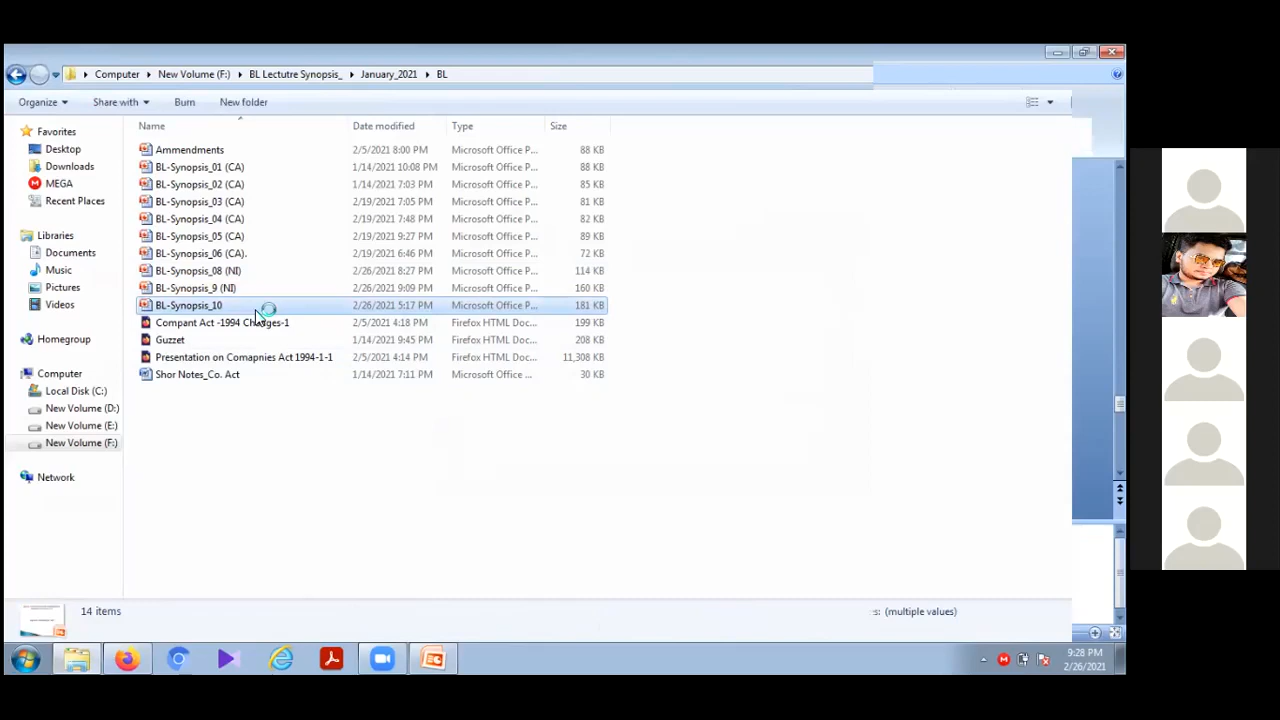 Computer New Volume (F:) BL Lectutre Synopsis_ January_2021 BL
Organize Share with Burn New folder
Name Date modified Type Size
Favorites
Desktop
Downloads
MEGA
Recent Places
Libraries
Documents
Music
Pictures
Videos
Homegroup
Computer
Local Disk (C:)
New Volume (D:)
New Volume (E:)
New Volume (F:)
Network
Ammendments 2/5/2021 8:00 PM Microsoft Office P... 88 KB
BL-Synopsis_01 (CA) 1/14/2021 10:08 PM Microsoft Office P... 88 KB
BL-Synopsis_02 (CA) 1/14/2021 7:03 PM Microsoft Office P... 85 KB
BL-Synopsis_03 (CA) 2/19/2021 7:05 PM Microsoft Office P... 81 KB
BL-Synopsis_04 (CA) 2/19/2021 7:48 PM Microsoft Office P... 82 KB
BL-Synopsis_05 (CA) 2/19/2021 9:27 PM Microsoft Office P... 89 KB
BL-Synopsis_06 (CA). 2/19/2021 6:46 PM Microsoft Office P... 72 KB
BL-Synopsis_08 (NI) 2/26/2021 8:27 PM Microsoft Office P... 114 KB
BL-Synopsis_9 (NI) 2/26/2021 9:09 PM Microsoft Office P... 160 KB
BL-Synopsis_10 2/26/2021 5:17 PM Microsoft Office P... 181 KB
Compant Act -1994 Changes-1 2/5/2021 4:18 PM Firefox HTML Doc... 199 KB
Guzzet 1/14/2021 9:45 PM Firefox HTML Doc... 208 KB
Presentation on Comapnies Act 1994-1-1 2/5/2021 4:14 PM Firefox HTML Doc... 11,308 KB
Shor Notes_Co. Act 1/14/2021 7:11 PM Microsoft Office ... 30 KB
14 items
s: (multiple values)
9:28 PM
2/26/2021